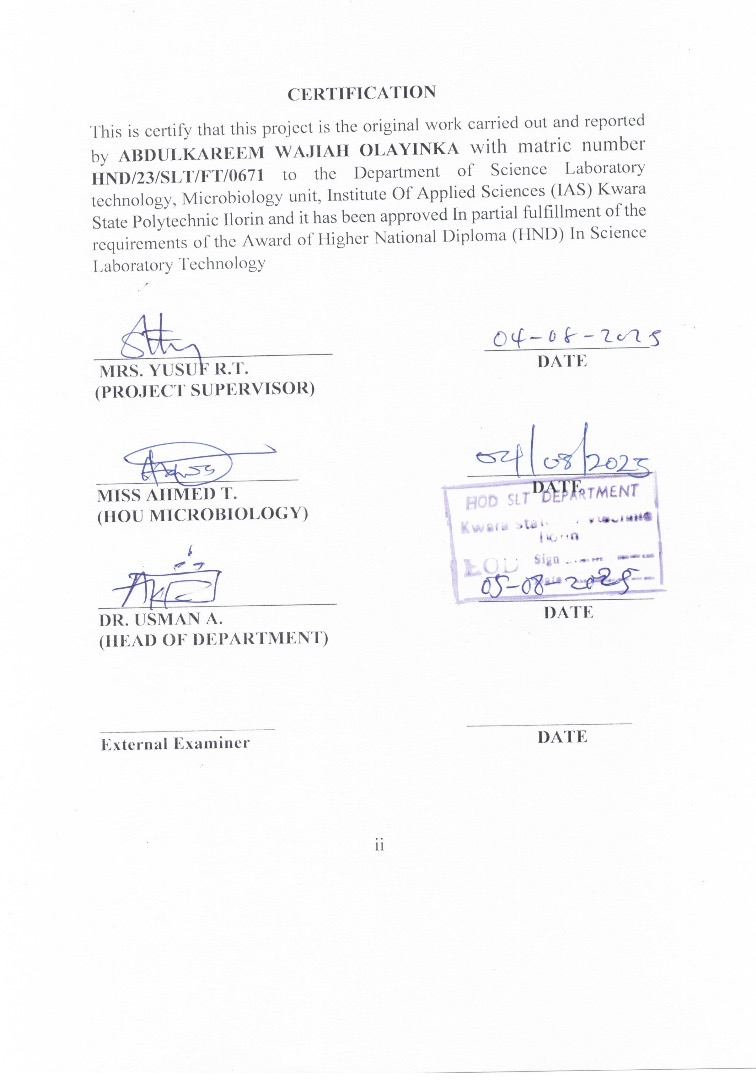 CERTIFICATION
This is certify that this project is the original work carried out and reported
by ABDULKAREEM WAJIAH OLAYINKA with matric number
HND/23/SLT/FT/0671 to the Department of Science Laboratory
technology, Microbiology unit, Institute Of Applied Sciences (IAS) Kwara
State Polytechnic Ilorin and it has been approved In partial fulfillment of the
requirements of the Award of Higher National Diploma (HND) In Science
Laboratory Technology
04-08-2025
MRS. YUSUF R.T.
DATE
(PROJECT SUPERVISOR)
04/08/2025
MISS AHMED T.
DATE
(HOU MICROBIOLOGY)
HOD SLT DEPARTMENT
Kwara
Ilorin
Sign
05-08-2025
DR. USMAN A.
DATE
(HEAD OF DEPARTMENT)
External Examiner
DATE
ii